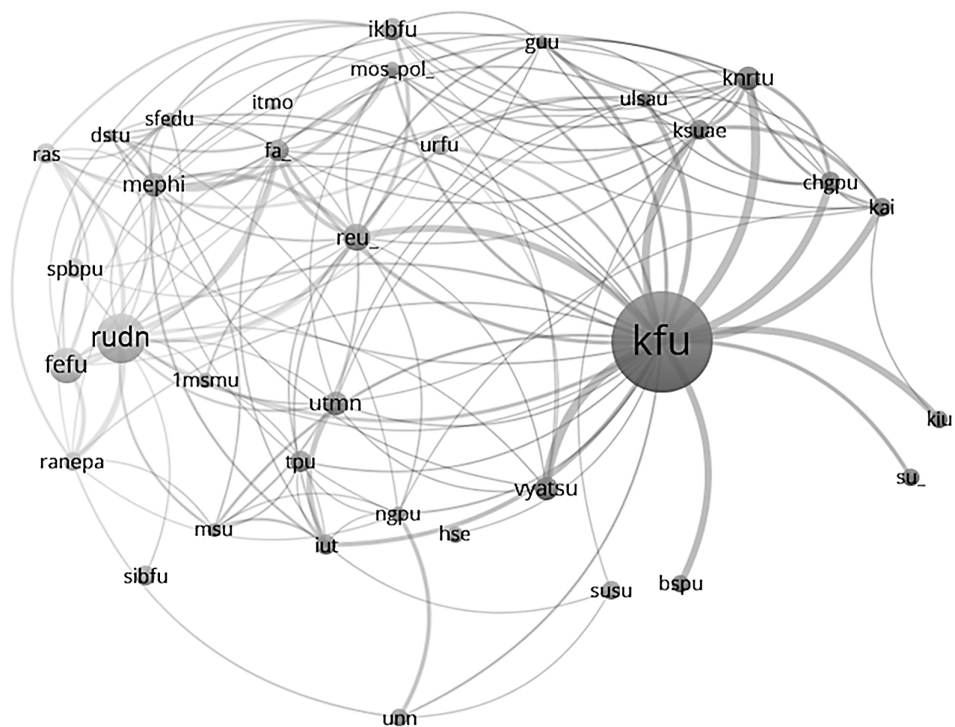 ikbfu
guu
mos_pol_
knrtu
itmo
ulsau
sfedu
dstu
ksuae
urfu
fa_
ras
mephi
chgpu
kai
reu_
spbpu
rudn
kfu
fefu
1msmu
utmn
kiu
ranepa
tpu
su_
vyatsu
ngpu
msu
hse
iut
sibfu
bspu
susu
unn